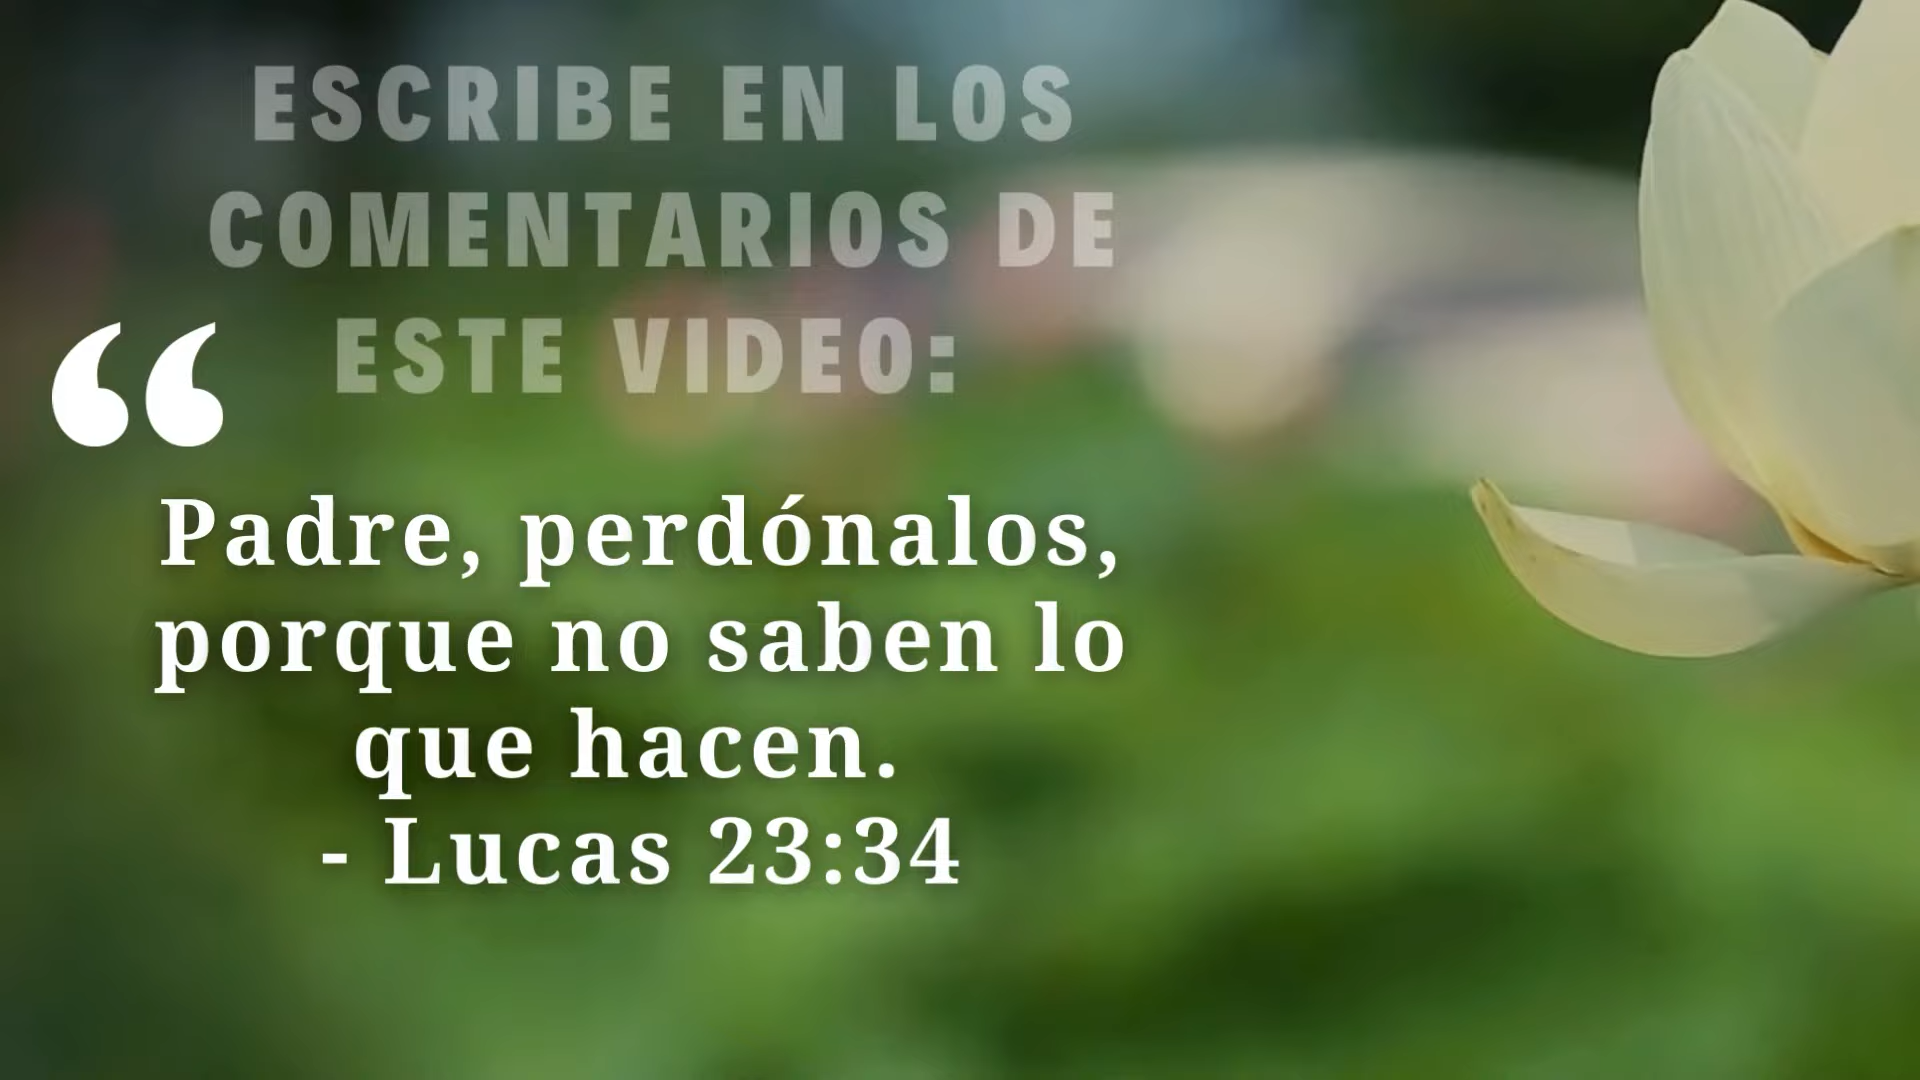 ESCRIBE EN LOS
COMENTARIOS DE
ESTE VIDEO:
“
Padre, perdónalos,
porque no saben lo
que hacen.
- Lucas 23:34